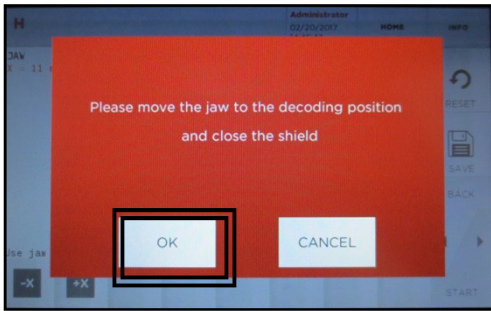 H
Administrator
02/20/2017
HOME
INFO
JAW
X - 11
RESET
Please move the jaw to the decoding position
and close the shield
SAVE
BACK
OK
CANCEL
Use jaw
-X
+X
START